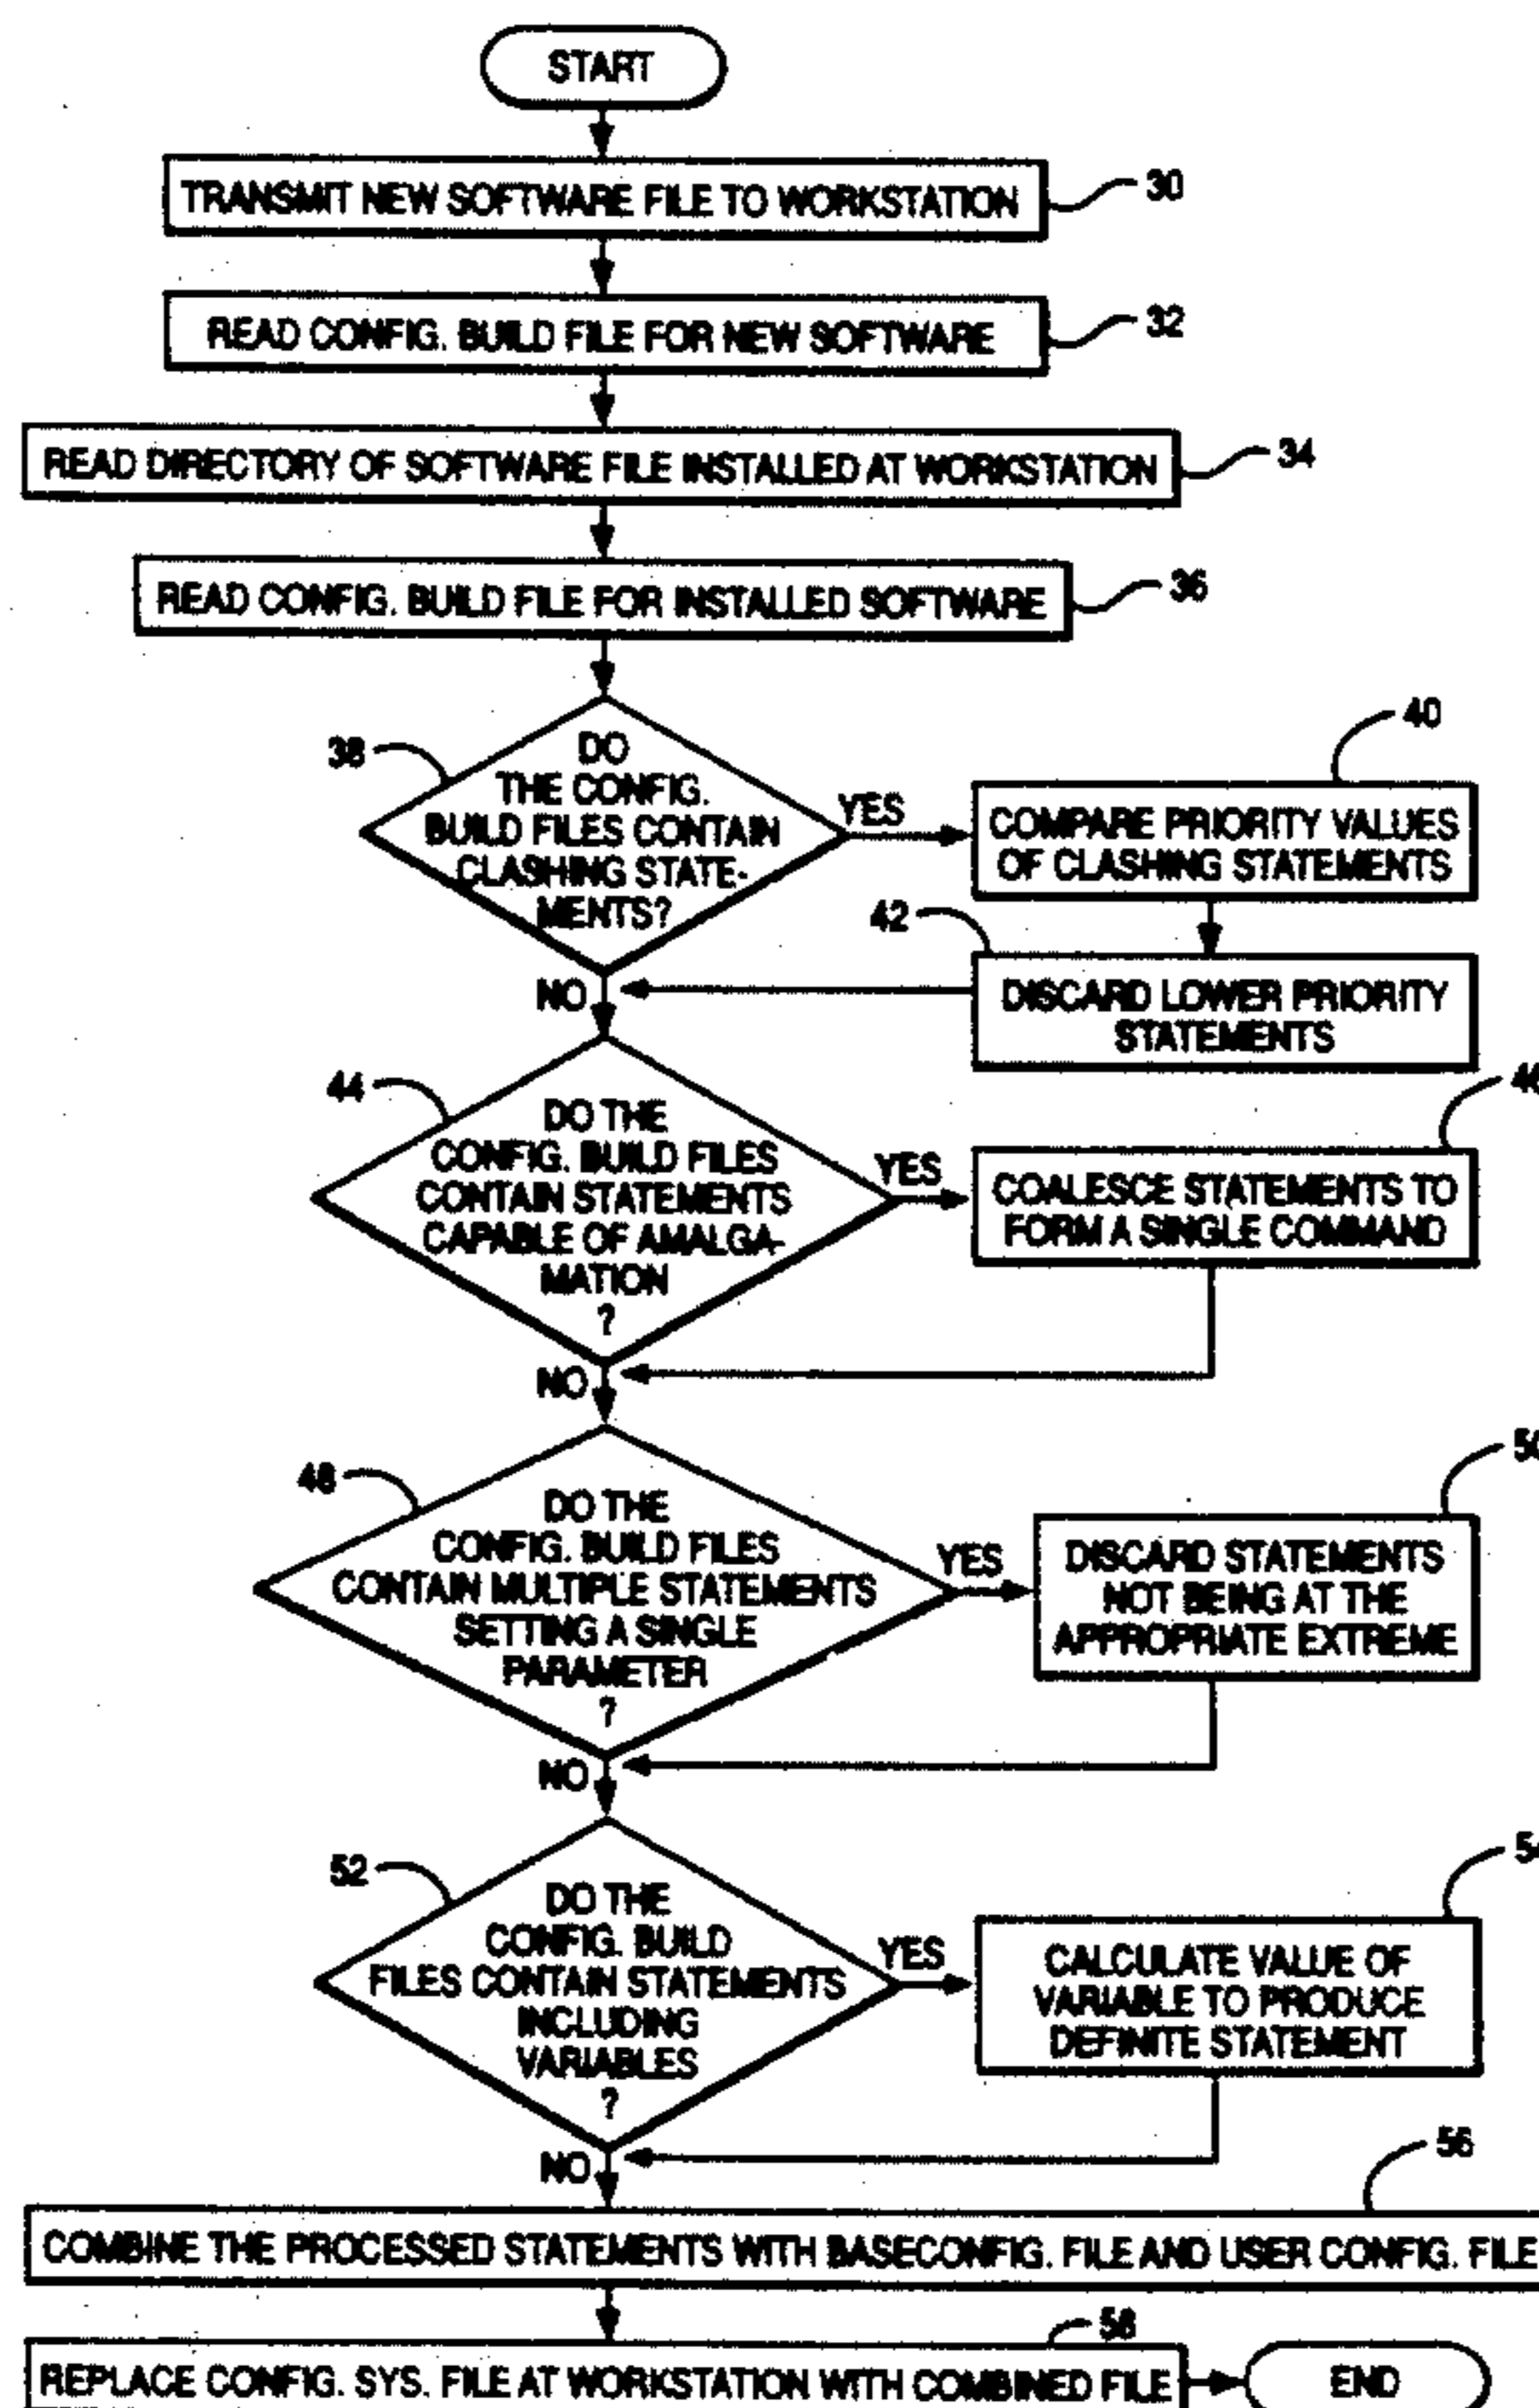 START
TRANSMIT NEW SOFTWARE FILE TO WORKSTATION
30
READ CONFIG. BUILD FILE FOR NEW SOFTWARE
32
READ DIRECTORY OF SOFTWARE FILE INSTALLED AT WORKSTATION
34
READ CONFIG. BUILD FILE FOR INSTALLED SOFTWARE
36
38
DO
THE CONFIG.
BUILD FILES CONTAIN
CLASHING STATE-
MENTS?
YES
40
COMPARE PRIORITY VALUES
OF CLASHING STATEMENTS
42
DISCARD LOWER PRIORITY
STATEMENTS
NO
44
DO THE
CONFIG. BUILD FILES
CONTAIN STATEMENTS
CAPABLE OF AMALGA-
MATION
?
YES
COALESCE STATEMENTS TO
FORM A SINGLE COMMAND
NO
48
DO THE
CONFIG. BUILD FILES
CONTAIN MULTIPLE STATEMENTS
SETTING A SINGLE
PARAMETER
?
YES
50
DISCARD STATEMENTS
NOT BEING AT THE
APPROPRIATE EXTREME
NO
52
DO THE
CONFIG. BUILD
FILES CONTAIN STATEMENTS
INCLUDING
VARIABLES
?
YES
CALCULATE VALUE OF
VARIABLE TO PRODUCE
DEFINITE STATEMENT
NO
56
COMBINE THE PROCESSED STATEMENTS WITH BASECONFIG. FILE AND USER CONFIG. FILE
58
REPLACE CONFIG. SYS. FILE AT WORKSTATION WITH COMBINED FILE
END